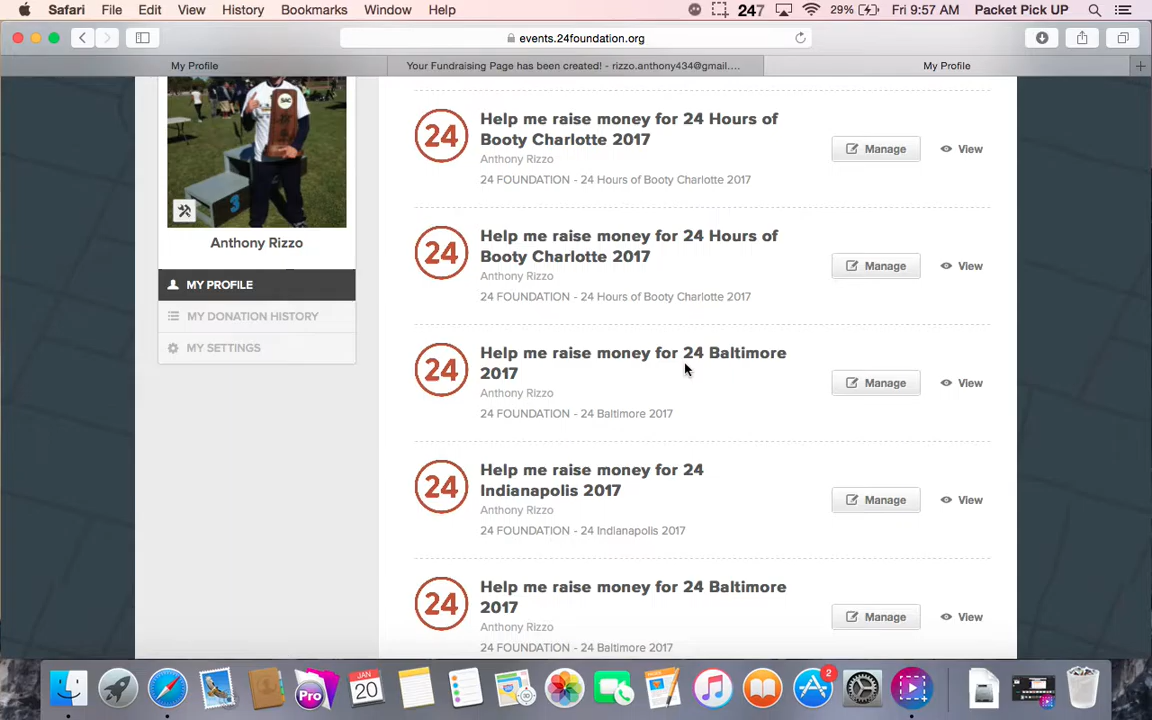 Safari File Edit View History Bookmarks Window Help 247 29% Fri 9:57 AM Packet Pick UP
events.24foundation.org
My Profile Your Fundraising Page has been created! - rizzo.anthony434@gmail.... My Profile
SAC
3
Anthony Rizzo
MY PROFILE
MY DONATION HISTORY
MY SETTINGS
24 Help me raise money for 24 Hours of
Booty Charlotte 2017
Anthony Rizzo
24 FOUNDATION - 24 Hours of Booty Charlotte 2017
Manage View
24 Help me raise money for 24 Hours of
Booty Charlotte 2017
Anthony Rizzo
24 FOUNDATION - 24 Hours of Booty Charlotte 2017
Manage View
24 Help me raise money for 24 Baltimore
2017
Anthony Rizzo
24 FOUNDATION - 24 Baltimore 2017
Manage View
24 Help me raise money for 24
Indianapolis 2017
Anthony Rizzo
24 FOUNDATION - 24 Indianapolis 2017
Manage View
24 Help me raise money for 24 Baltimore
2017
Anthony Rizzo
24 FOUNDATION - 24 Baltimore 2017
Manage View
Pro JAN 20 2